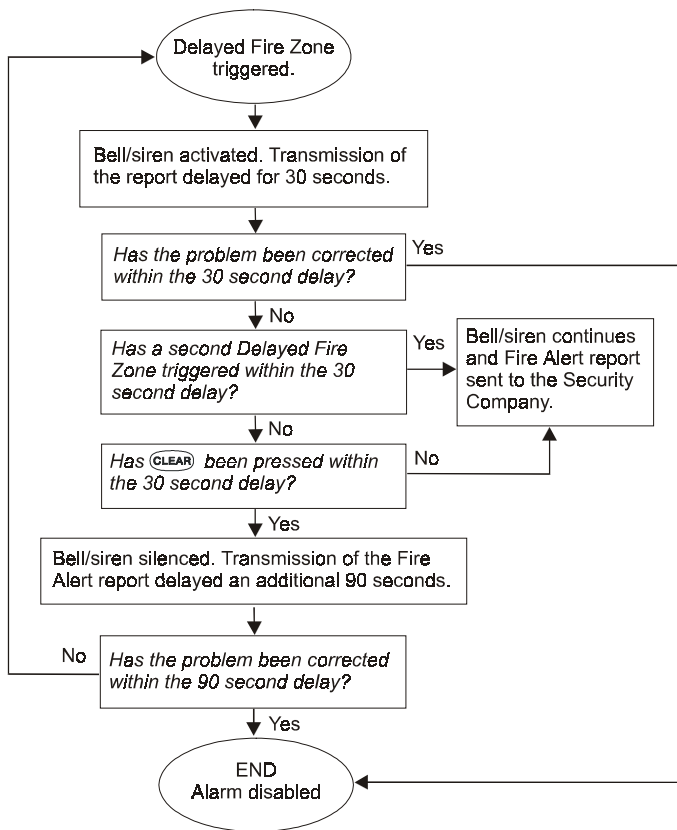 Delayed Fire Zone
triggered.
Bell/siren activated. Transmission of
the report delayed for 30 seconds.
Has the problem been corrected
within the 30 second delay?
Yes
No
Has a second Delayed Fire
Zone triggered within the 30
second delay?
Yes
Bell/siren continues
and Fire Alert report
sent to the Security
Company.
No
Has CLEAR been pressed within
the 30 second delay?
No
Yes
Bell/siren silenced. Transmission of the Fire
Alert report delayed an additional 90 seconds.
No
Has the problem been corrected
within the 90 second delay?
Yes
END
Alarm disabled